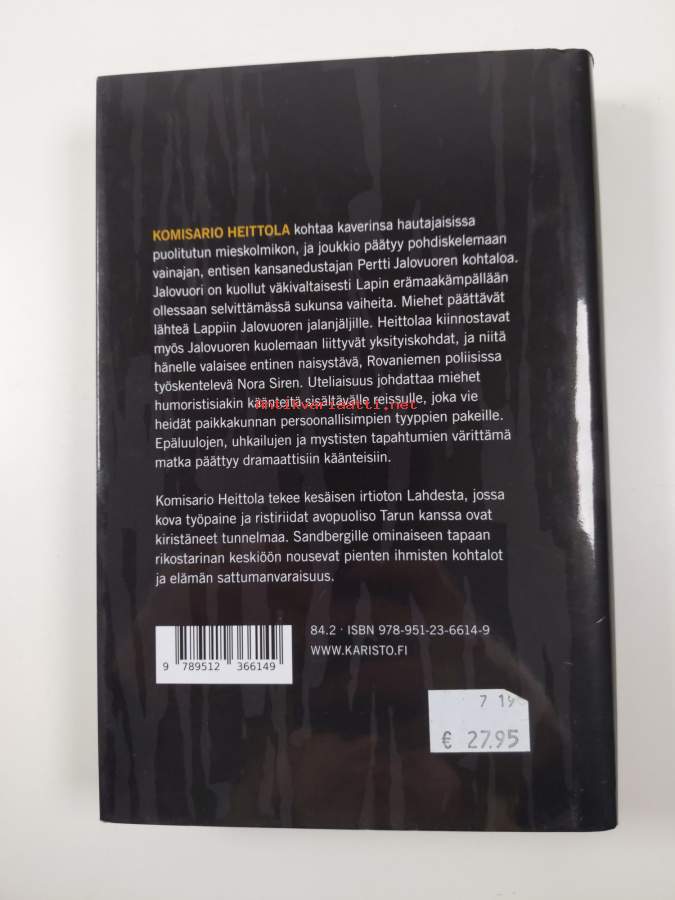 KOMISARIO HEITTOLA kohtaa kaverinsa hautajaisissa
puolitutun mieskolmikon, ja joukkio päätyy pohdiskelemaan
vainajan, entisen kansanedustajan Pertti Jalovuoren kohtaloa.
Jalovuori on kuollut väkivaltaisesti Lapin erämaakämpällään
ollessaan selvittämässä sukunsa vaiheita. Miehet päättävät
lähteä Lappiin Jalovuoren jalanjäljille. Heittolaa kiinnostavat
myös Jalovuoren kuolemaan liittyvät yksityiskohdat, ja niitä
hänelle valaisee entinen naisystävä, Rovaniemen poliisissa
työskentelevä Nora Siren. Uteliaisuus johdattaa miehet
humoristisiakin käänteitä sisältävälle reissulle, joka vie
Antikvariaatti.net
heidät paikkakunnan persoonallisimpien tyyppien pakeille.
Epäluulojen, uhkailujen ja mystisten tapahtumien värittämä
matka päättyy dramaattisiin käänteisiin.
Komisario Heittola tekee kesäisen irtioton Lahdesta, jossa
kova työpaine ja ristiriidat avopuoliso Tarun kanssa ovat
kiristäneet tunnelmaa. Sandbergille ominaiseen tapaan
rikostarinan keskiöön nousevat pienten ihmisten kohtalot
ja elämän sattumanvaraisuus.
84.2 · ISBN 978-951-23-6614-9
WWW.KARISTO.FI
9 789512 366149
7 19
€ 27.95